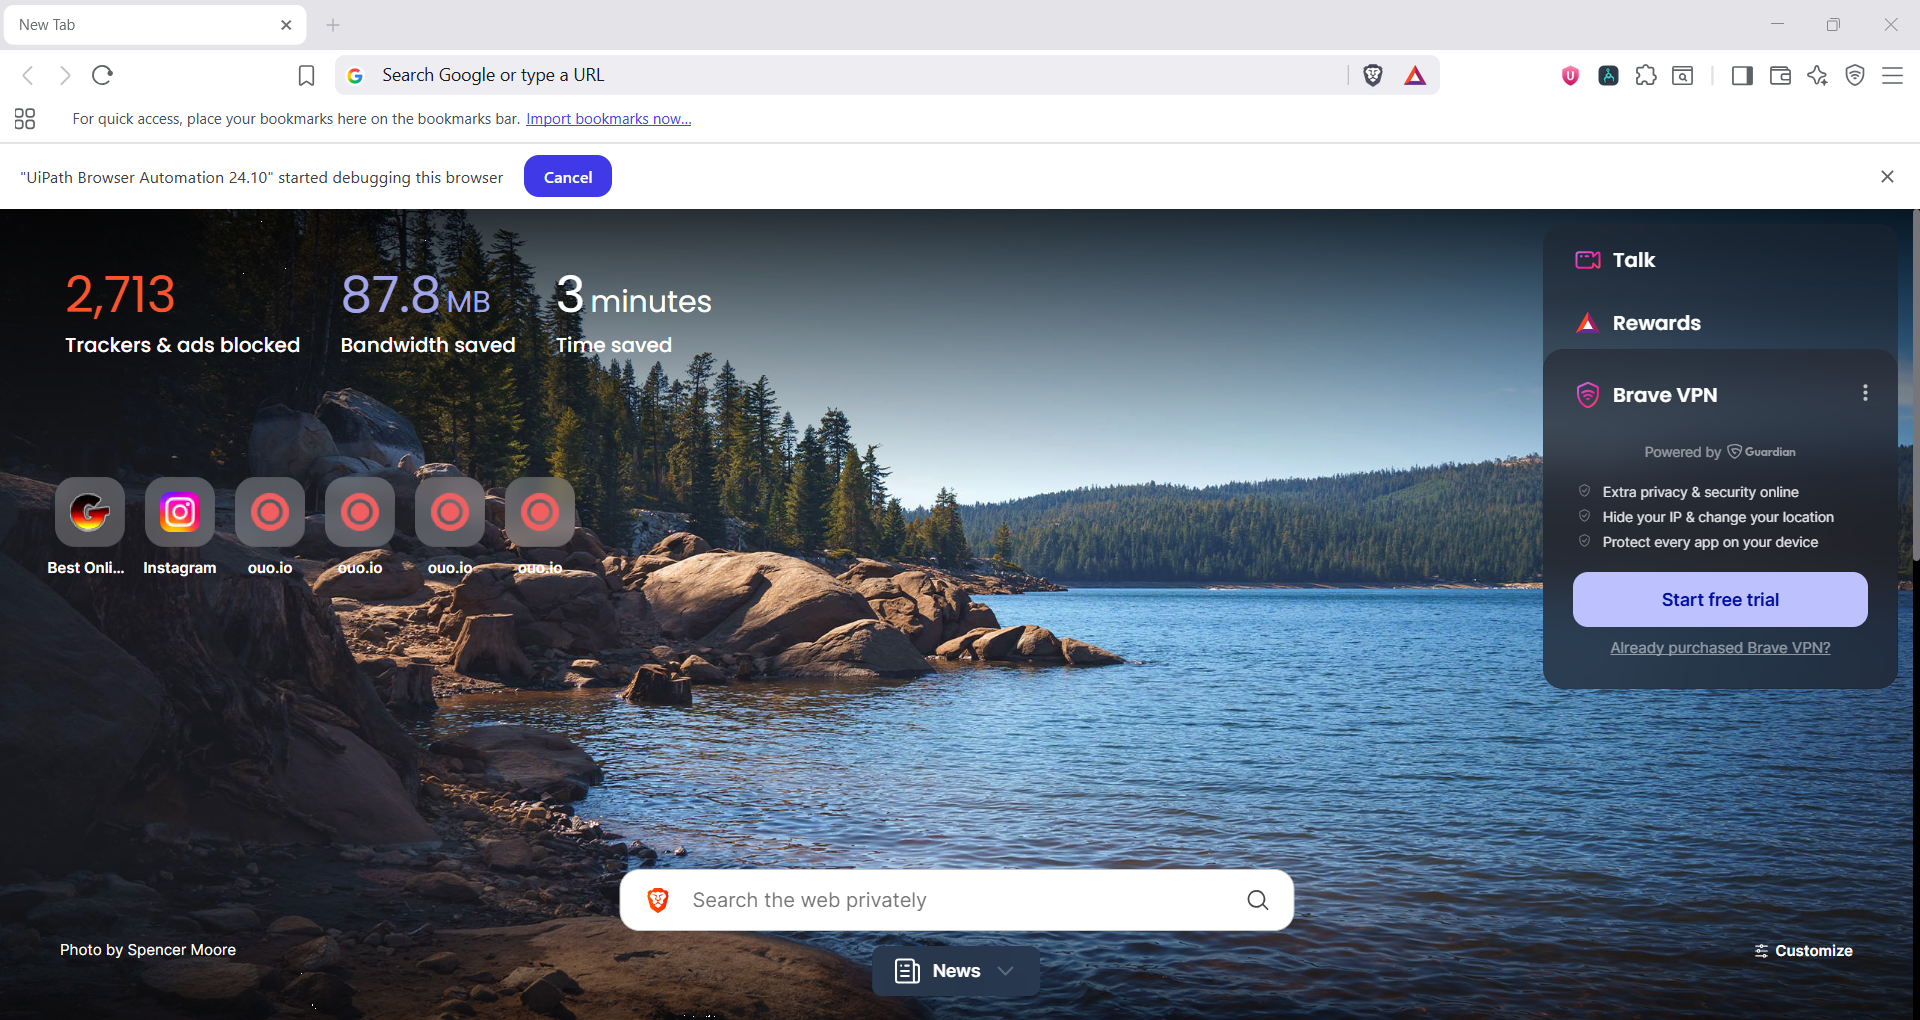 New Tab
Search Google or type a URL
For quick access, place your bookmarks here on the bookmarks bar. Import bookmarks now...
"UiPath Browser Automation 24.10" started debugging this browser
Cancel
2,713
Trackers & ads blocked
87.8 MB
Bandwidth saved
3 minutes
Time saved
Talk
Rewards
Brave VPN
Powered by Guardian
Extra privacy & security online
Hide your IP & change your location
Protect every app on your device
Start free trial
Already purchased Brave VPN?
Best Onli...
Instagram
ouo.io
ouo.io
ouo.io
ouo.io
Search the web privately
Photo by Spencer Moore
News
Customize